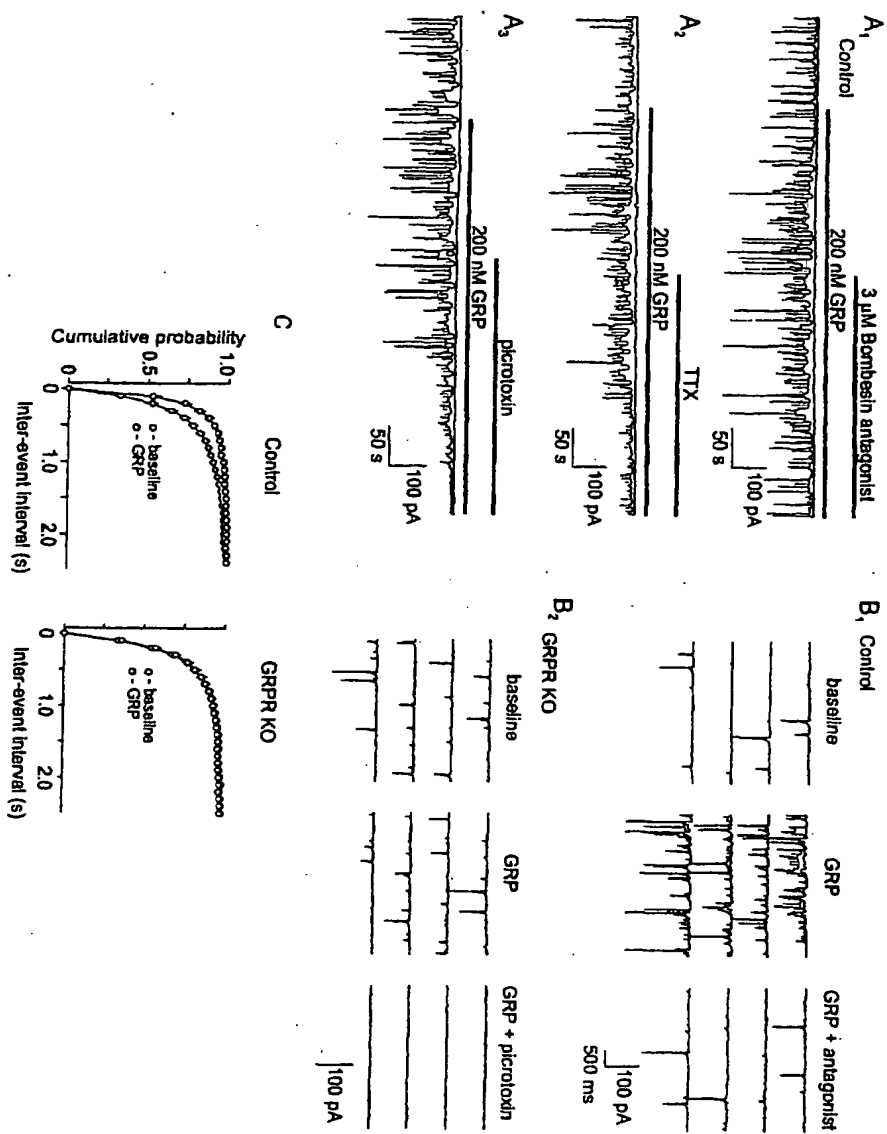 A1
Control
3 µM Bombesin antagonist
200 nM GRP
50 s
100 pA
A2
TTX
200 nM GRP
50 s
100 pA
A3
picrotoxin
200 nM GRP
50 s
100 pA
B1 Control
baseline
GRP
GRP + antagonist
500 ms
100 pA
B2 GRPR KO
baseline
GRP
GRP + picrotoxin
100 pA
C
Control
Cumulative probability
1.0
0.5
0
0
1.0
2.0
Inter-event interval (s)
o - baseline
o - GRP
GRPR KO
0
1.0
2.0
Inter-event interval (s)
o - baseline
o - GRP